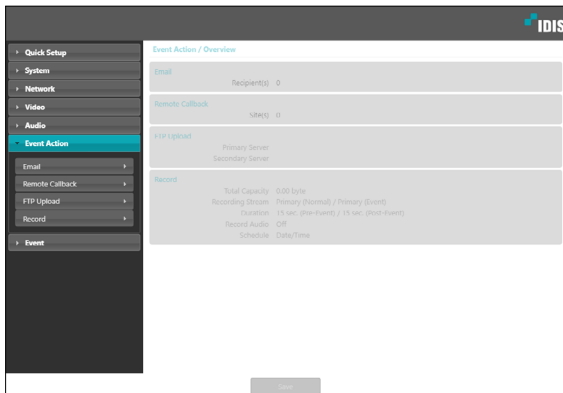 IDIS
Quick Setup
System
Network
Video
Audio
Event Action
Email
Remote Callback
FTP Upload
Record
Event
Event Action / Overview
Email
Recipient(s) 0
Remote Callback
Site(s) 0
FTP Upload
Primary Server
Secondary Server
Record
Total Capacity 0.00 byte
Recording Stream Primary (Normal) / Primary (Event)
Duration 15 sec. (Pre-Event) / 15 sec. (Post-Event)
Record Audio Off
Schedule Date/Time
Save